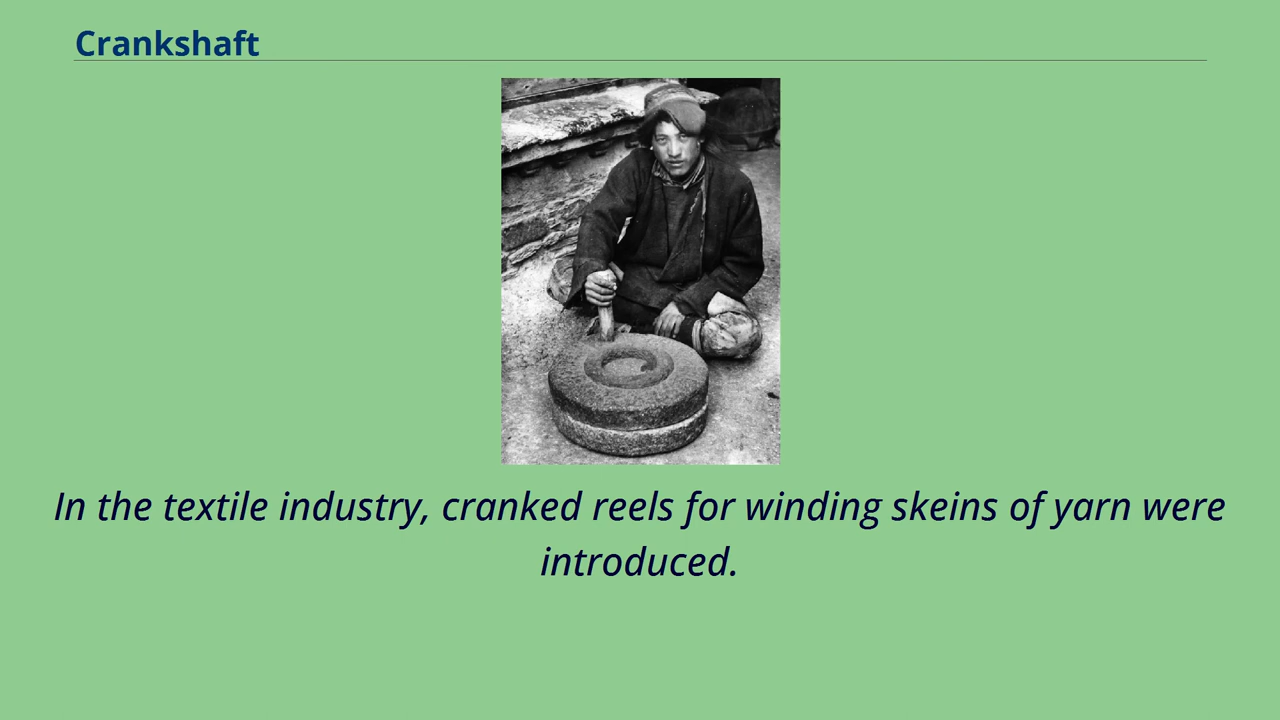 Crankshaft
In the textile industry, cranked reels for winding skeins of yarn were
introduced.